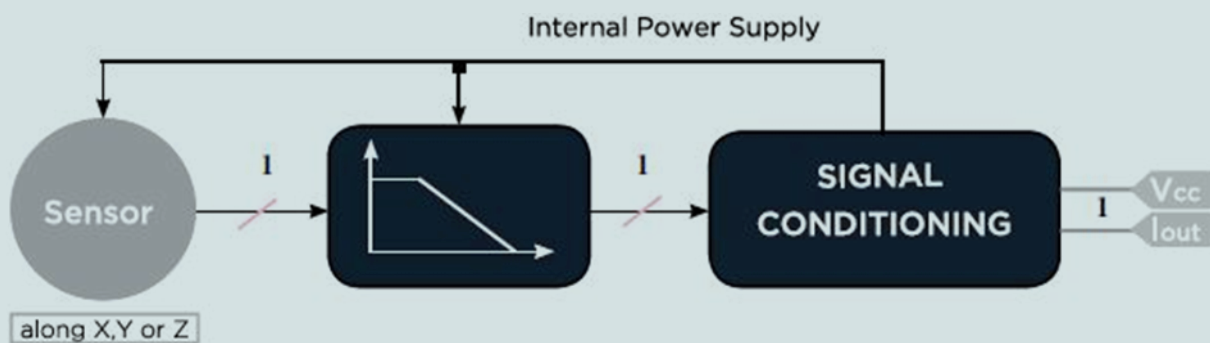 Internal Power Supply
1
1
Sensor
SIGNAL
CONDITIONING
Vcc
1
Iout
along X,Y or Z